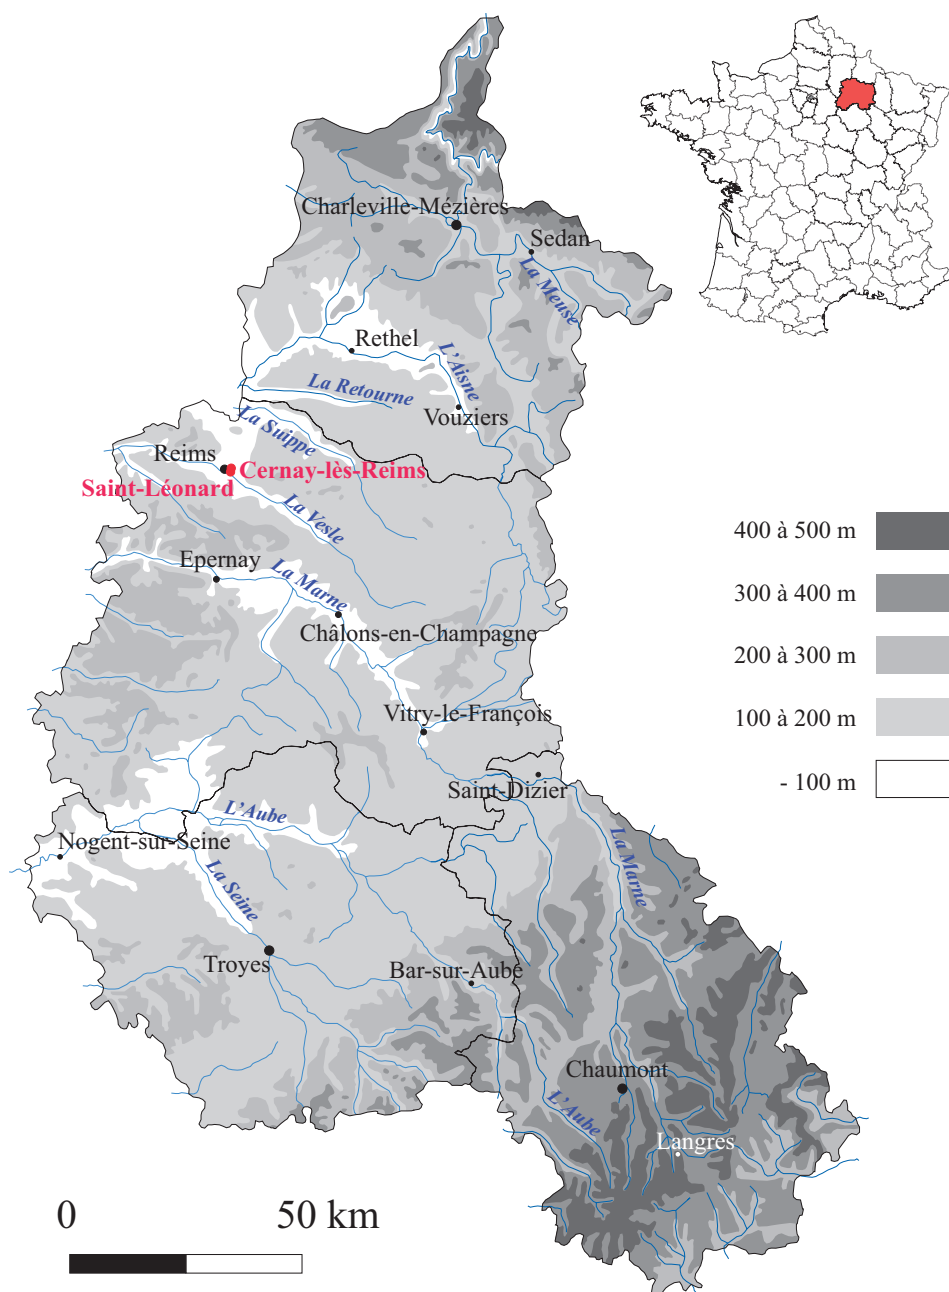 Charleville-Mézières
Sedan
La Meuse
Rethel
L'Aisne
La Retourne
Vouziers
La Suippe
Reims
Cernay-lès-Reims
Saint-Léonard
La Vesle
Epernay
La Marne
Châlons-en-Champagne
Vitry-le-François
Saint-Dizier
L'Aube
La Marne
Nogent-sur-Seine
La Seine
Troyes
Bar-sur-Aube
Chaumont
L'Aube
Langres
400 à 500 m
300 à 400 m
200 à 300 m
100 à 200 m
- 100 m
0 50 km